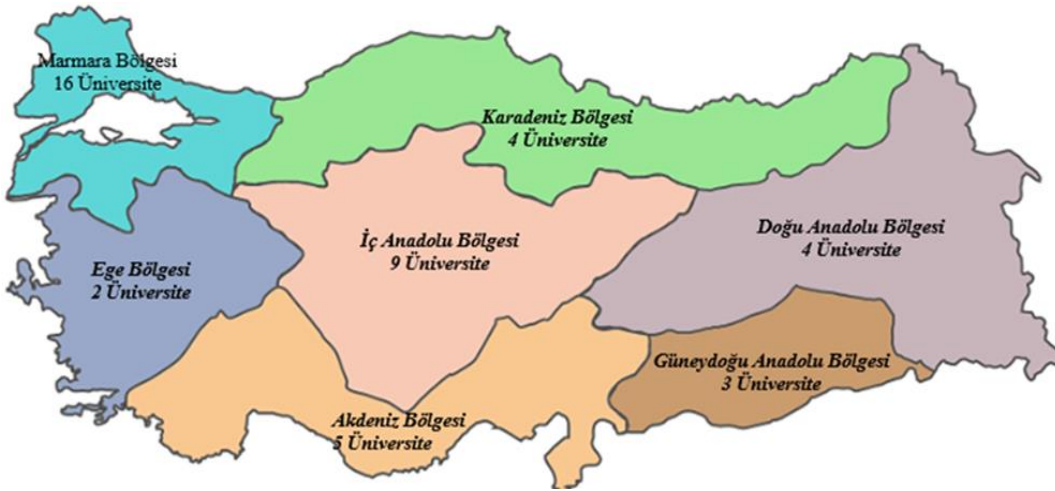 Marmara Bölgesi
16 Üniversite
Karadeniz Bölgesi
4 Üniversite
İç Anadolu Bölgesi
9 Üniversite
Doğu Anadolu Bölgesi
4 Üniversite
Ege Bölgesi
2 Üniversite
Güneydoğu Anadolu Bölgesi
3 Üniversite
Akdeniz Bölgesi
5 Üniversite